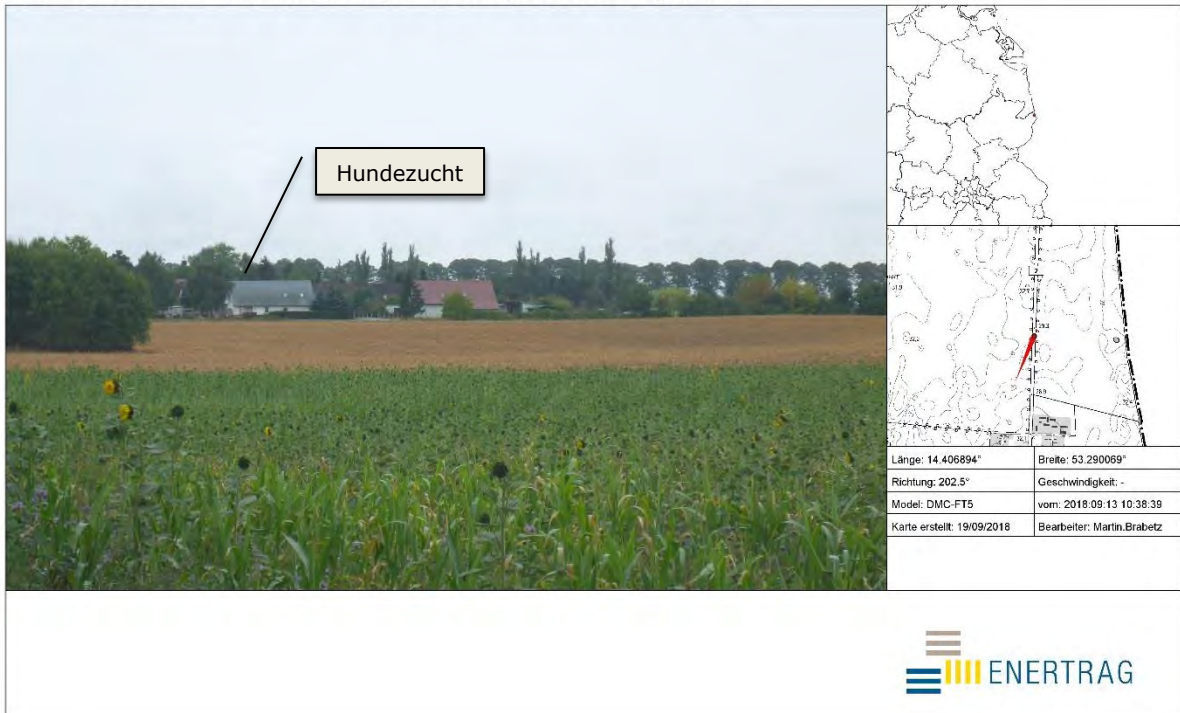 Hundezucht
Länge: 14.406894° Breite: 53.290069°
Richtung: 202.5° Geschwindigkeit: -
Model: DMC-FT5 vom: 2018:09:13 10:38:39
Karte erstellt: 19/09/2018 Bearbeiter: Martin.Brabetz
ENERTRAG